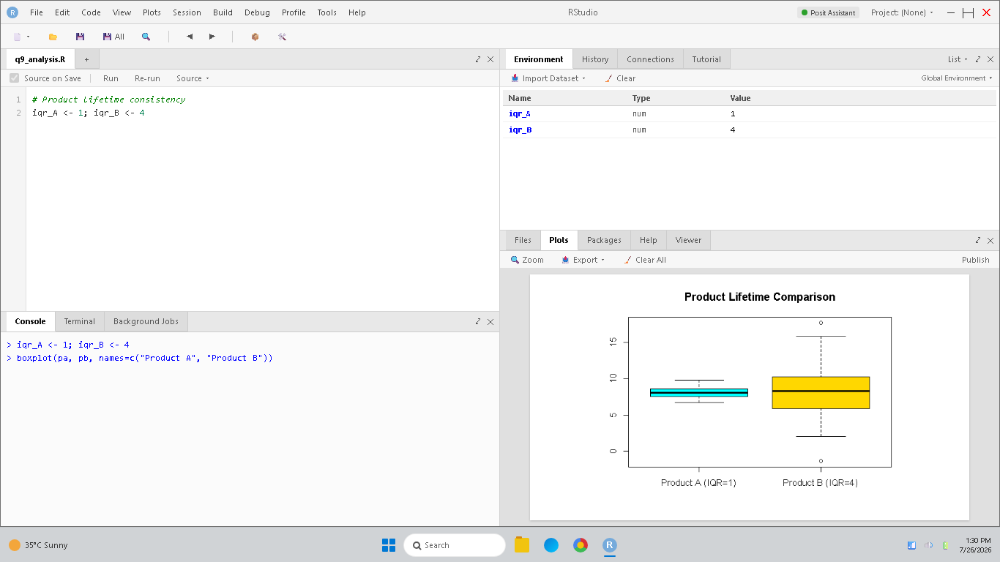 R File Edit Code View Plots Session Build Debug Profile Tools Help RStudio Posit Assistant Project: (None)
All
q9_analysis.R +
Source on Save Run Re-run Source
1 # Product lifetime consistency
2 iqr_A <- 1; iqr_B <- 4
Console Terminal Background Jobs
> iqr_A <- 1; iqr_B <- 4
> boxplot(pa, pb, names=c("Product A", "Product B"))
Environment History Connections Tutorial List
Import Dataset Clear Global Environment
Name Type Value
iqr_A num 1
iqr_B num 4
Files Plots Packages Help Viewer
Zoom Export Clear All Publish
Product Lifetime Comparison
15
10
5
0
Product A (IQR=1) Product B (IQR=4)
35°C Sunny Search R 1:30 PM
7/26/2026